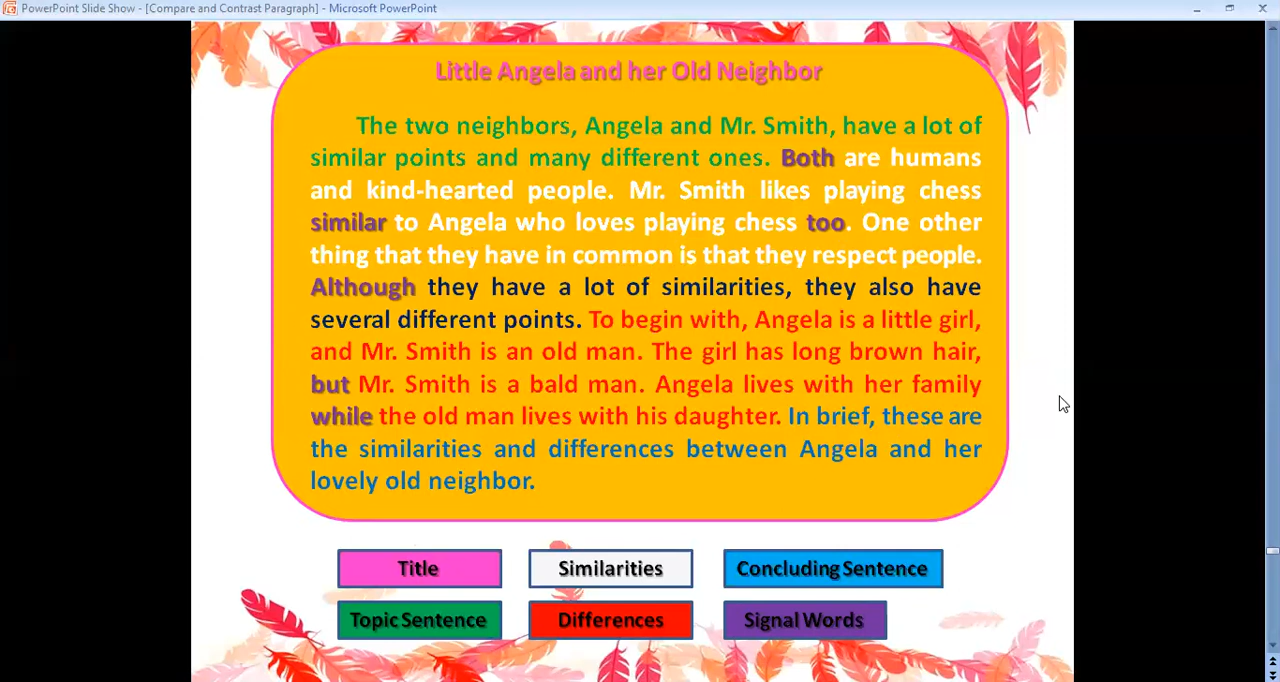 PowerPoint Slide Show - [Compare and Contrast Paragraph] - Microsoft PowerPoint
Little Angela and her Old Neighbor
The two neighbors, Angela and Mr. Smith, have a lot of
similar points and many different ones. Both are humans
and kind-hearted people. Mr. Smith likes playing chess
similar to Angela who loves playing chess too. One other
thing that they have in common is that they respect people.
Although they have a lot of similarities, they also have
several different points. To begin with, Angela is a little girl,
and Mr. Smith is an old man. The girl has long brown hair,
but Mr. Smith is a bald man. Angela lives with her family
while the old man lives with his daughter. In brief, these are
the similarities and differences between Angela and her
lovely old neighbor.
Title
Similarities
Concluding Sentence
Topic Sentence
Differences
Signal Words